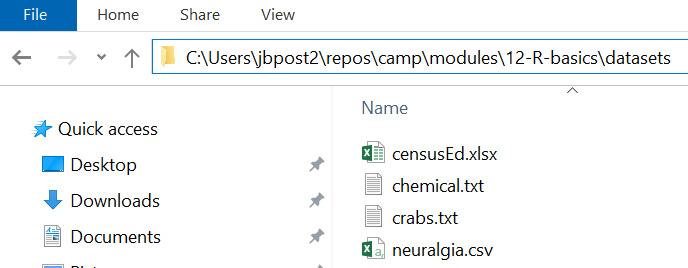 File Home Share View
C:\Users\jbpost2\repos\camp\modules\12-R-basics\datasets
Name
Quick access
Desktop
Downloads
Documents
censusEd.xlsx
chemical.txt
crabs.txt
neuralgia.csv